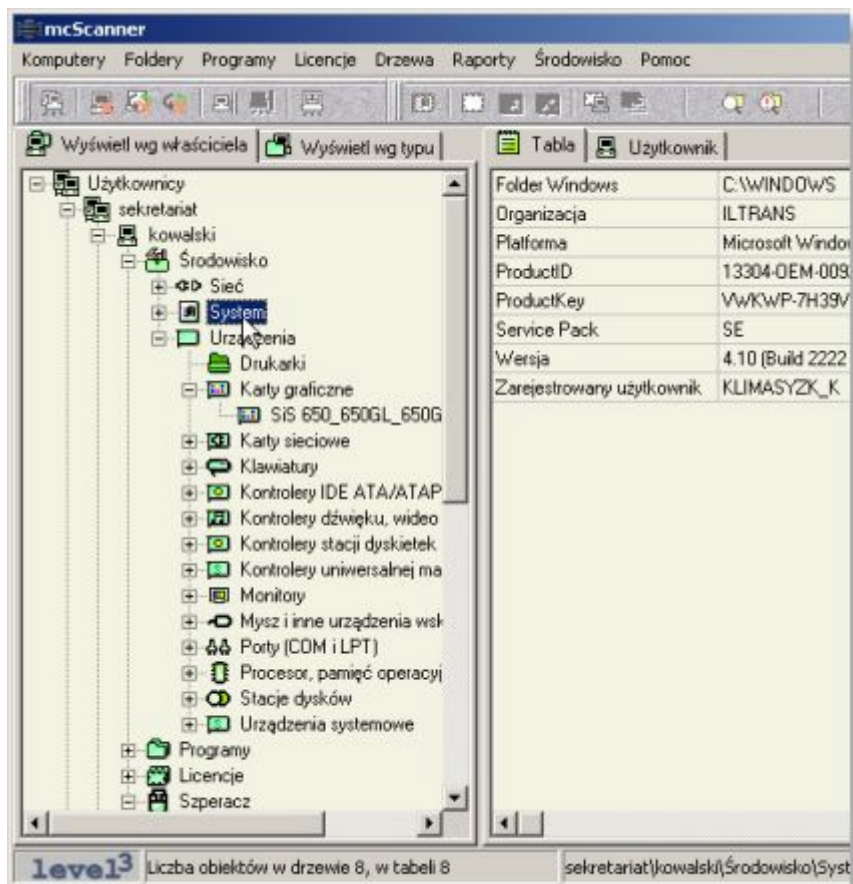 mcScanner
Komputery Foldery Programy Licencje Drzewa Raporty Środowisko Pomoc
Wyświetl wg właściciela Wyświetl wg typu
Tabla Użytkownik
Użytkownicy
sekretariat
kowalski
Środowisko
Sieć
System
Urządzenia
Drukarki
Karty graficzne
SiS 650_650GL_650G
Karty sieciowe
Klawiatury
Kontrolery IDE ATA/ATAP
Kontrolery dźwięku, wideo
Kontrolery stacji dyskietek
Kontrolery uniwersalnej ma
Monitory
Mysz i inne urządzenia wsk
Porty (COM i LPT)
Procesor, pamięć operacyj
Stacje dysków
Urządzenia systemowe
Programy
Licencje
Szperacz
Folder Windows C:\WINDOWS
Organizacja ILTRANS
Platforma Microsoft Window
ProductID 13304-OEM-009
ProductKey VWKWP-7H39V
Service Pack SE
Wersja 4.10 (Build 2222
Zarejestrowany użytkownik KLIMASYZK_K
level3 Liczba obiektów w drzewie 8, w tabeli 8 sekretariat\kowalski\Środowisko\Syst